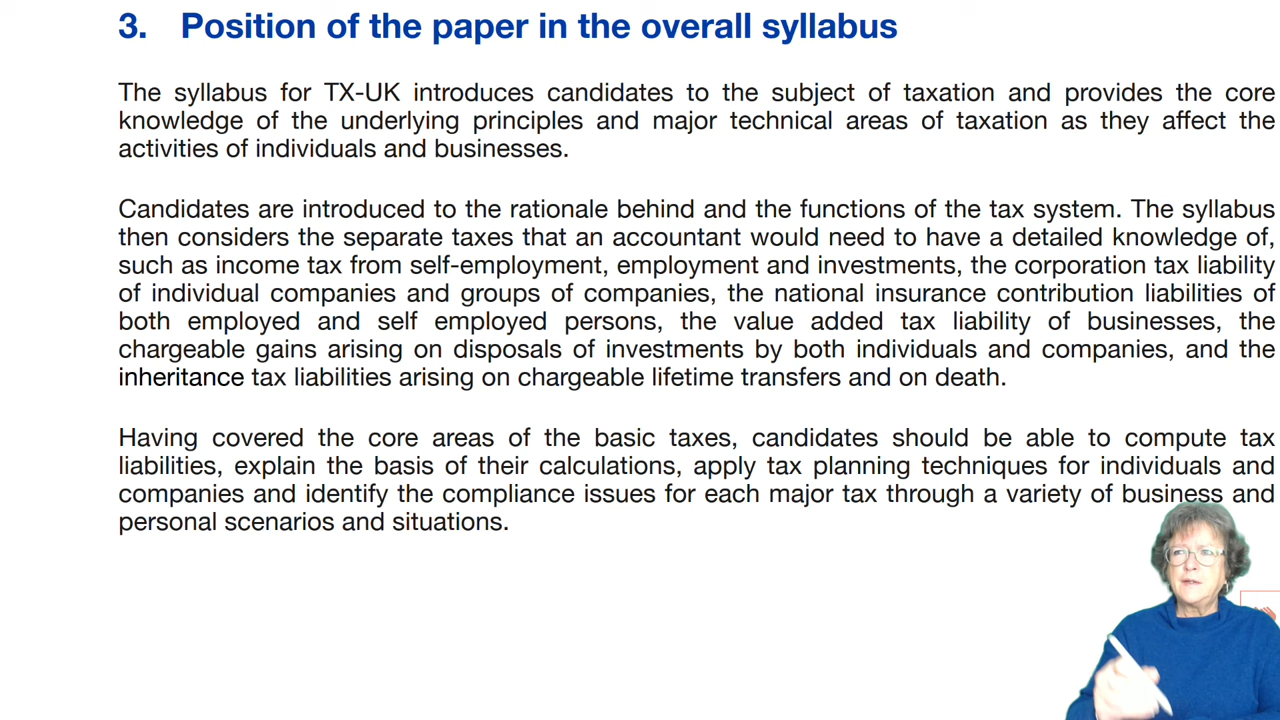 3. Position of the paper in the overall syllabus
The syllabus for TX-UK introduces candidates to the subject of taxation and provides the core
knowledge of the underlying principles and major technical areas of taxation as they affect the
activities of individuals and businesses.
Candidates are introduced to the rationale behind and the functions of the tax system. The syllabus
then considers the separate taxes that an accountant would need to have a detailed knowledge of,
such as income tax from self-employment, employment and investments, the corporation tax liability
of individual companies and groups of companies, the national insurance contribution liabilities of
both employed and self employed persons, the value added tax liability of businesses, the
chargeable gains arising on disposals of investments by both individuals and companies, and the
inheritance tax liabilities arising on chargeable lifetime transfers and on death.
Having covered the core areas of the basic taxes, candidates should be able to compute tax
liabilities, explain the basis of their calculations, apply tax planning techniques for individuals and
companies and identify the compliance issues for each major tax through a variety of business and
personal scenarios and situations.